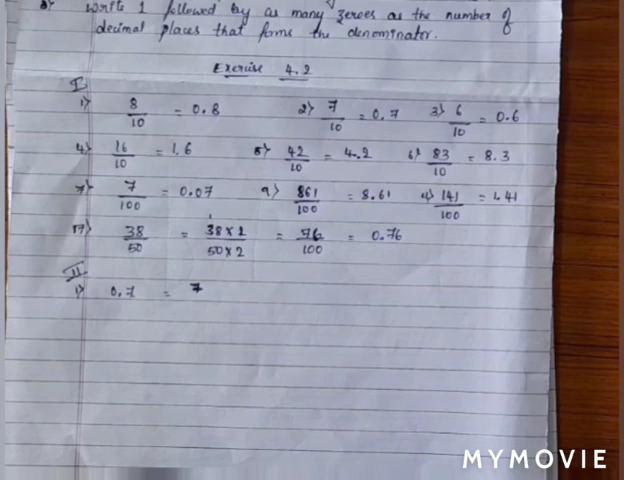 3) Write 1 followed by as many zeroes as the number of
decimal places that forms the denominator.
Exercise 4.2
I
1) 8/10 = 0.8 2) 7/10 = 0.7 3) 6/10 = 0.6
4) 16/10 = 1.6 5) 42/10 = 4.2 6) 83/10 = 8.3
7) 7/100 = 0.07 9) 861/100 = 8.61 11) 141/100 = 1.41
17) 38/50 = 38×2/50×2 = 76/100 = 0.76
II
1) 0.7 = 7
MYMOVIE